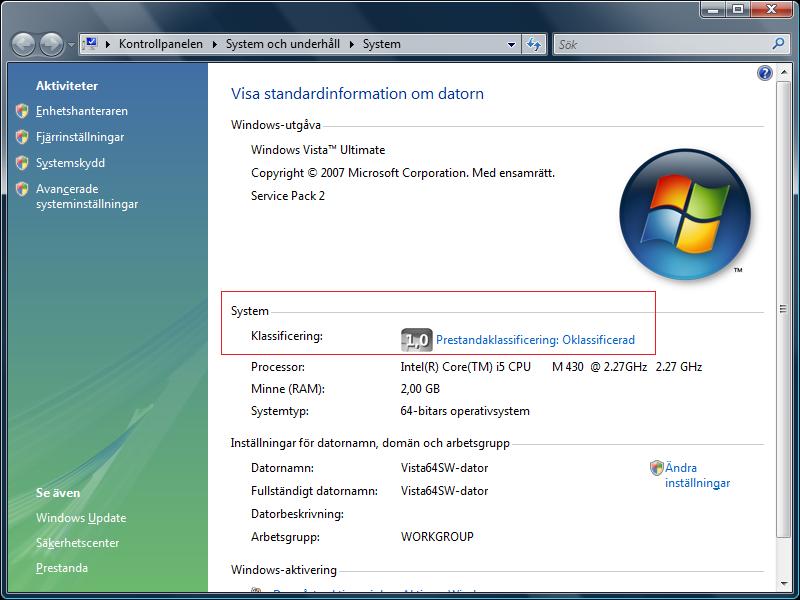 Kontrollpanelen ▸ System och underhåll ▸ System
Sök
Aktiviteter
Enhetshanteraren
Fjärrinställningar
Systemskydd
Avancerade
systeminställningar
Visa standardinformation om datorn
Windows-utgåva
Windows Vista™ Ultimate
Copyright © 2007 Microsoft Corporation. Med ensamrätt.
Service Pack 2
™
System
Klassificering:
1,0 Prestandaklassificering: Oklassificerad
Processor: Intel(R) Core(TM) i5 CPU M 430 @ 2.27GHz 2.27 GHz
Minne (RAM): 2,00 GB
Systemtyp: 64-bitars operativsystem
Inställningar för datornamn, domän och arbetsgrupp
Datornamn: Vista64SW-dator
Ändra
inställningar
Fullständigt datornamn: Vista64SW-dator
Datorbeskrivning:
Arbetsgrupp: WORKGROUP
Windows-aktivering
Se även
Windows Update
Säkerhetscenter
Prestanda